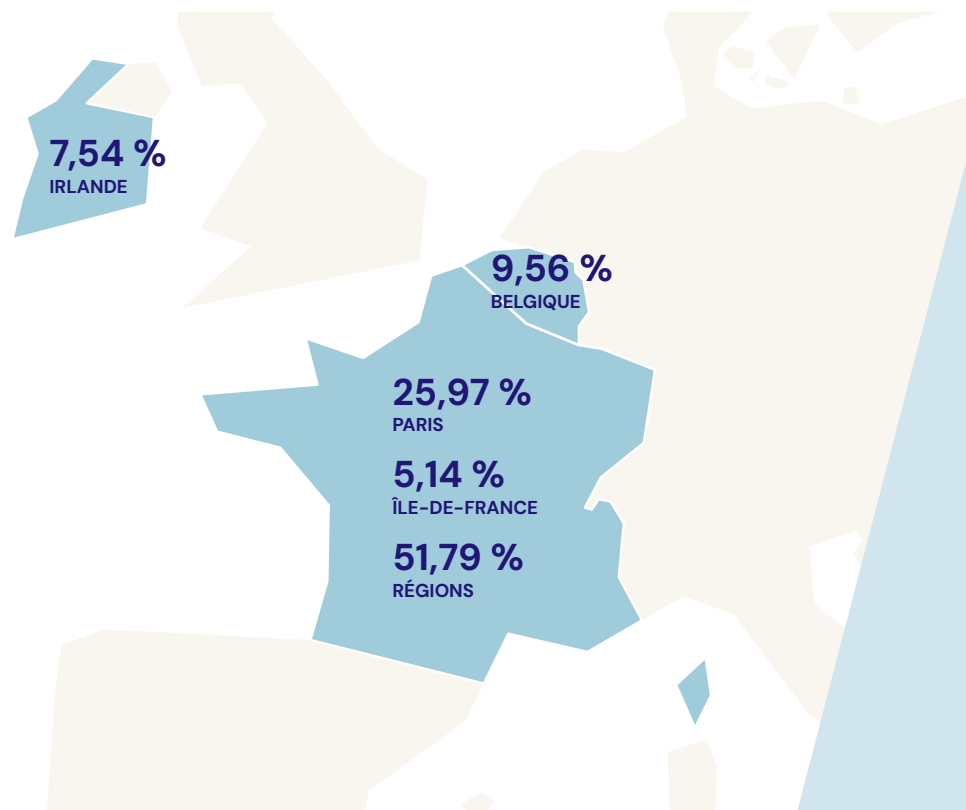 7,54 %
IRLANDE
9,56 %
BELGIQUE
25,97 %
PARIS
5,14 %
ÎLE-DE-FRANCE
51,79 %
RÉGIONS